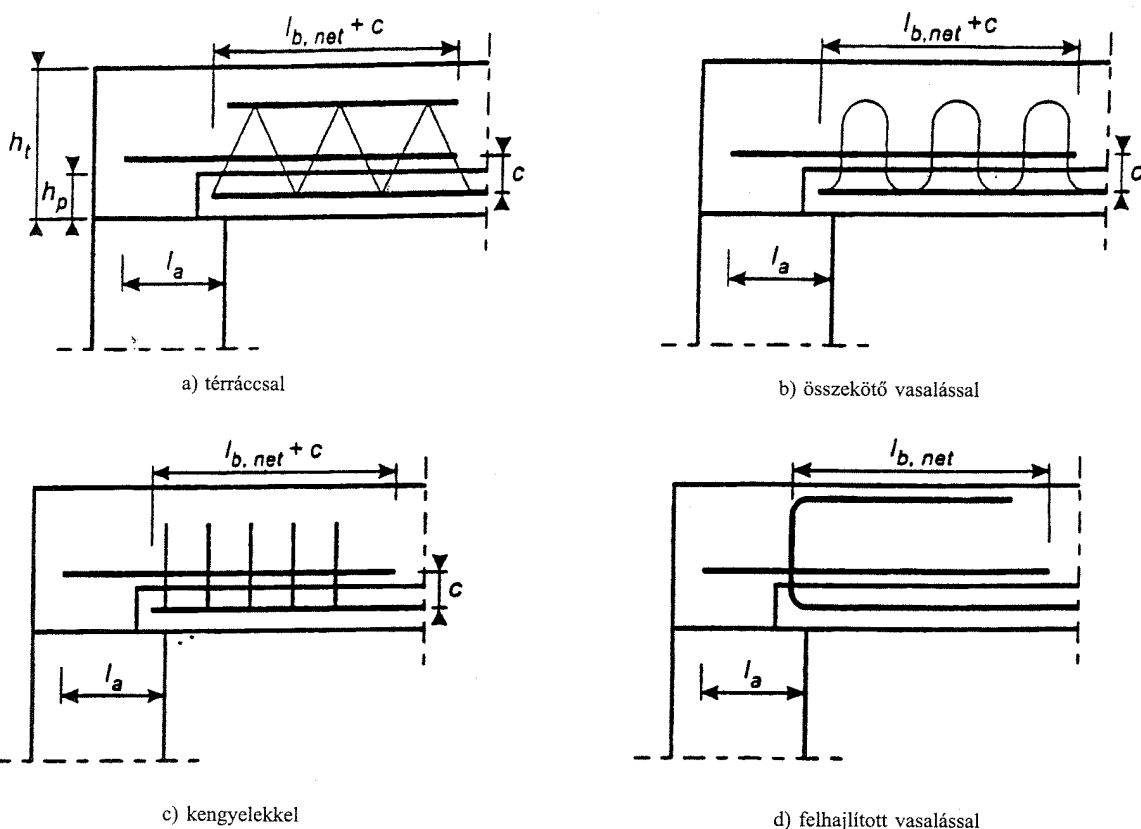 l_b, net + c
h_t
h_p
c
l_a
a) térráccsal
l_b,net + c
c
l_a
b) összekötő vasalással
l_b, net + c
c
l_a
c) kengyelekkel
l_b, net
l_a
d) felhajlított vasalással